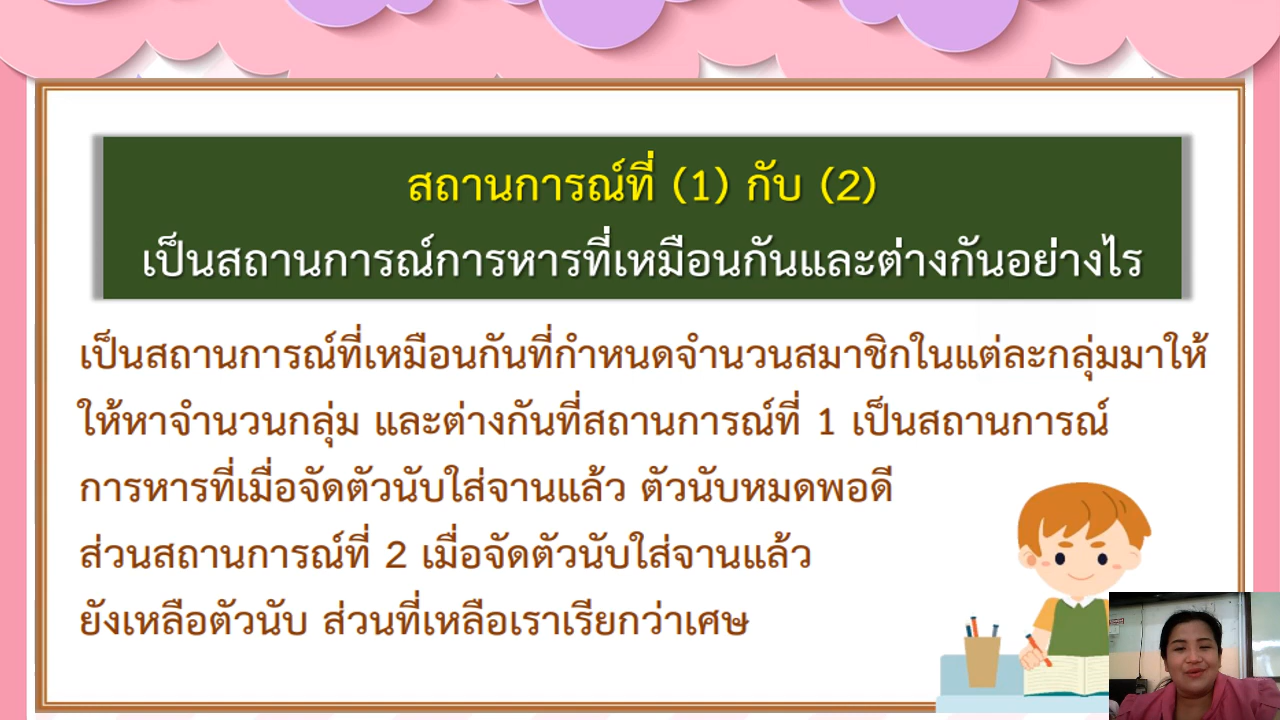 สถานการณ์ที่ (1) กับ (2)
เป็นสถานการณ์การหารที่เหมือนกันและต่างกันอย่างไร
เป็นสถานการณ์ที่เหมือนกันที่กำหนดจำนวนสมาชิกในแต่ละกลุ่มมาให้
ให้หาจำนวนกลุ่ม และต่างกันที่สถานการณ์ที่ 1 เป็นสถานการณ์
การหารที่เมื่อจัดตัวนับใส่จานแล้ว ตัวนับหมดพอดี
ส่วนสถานการณ์ที่ 2 เมื่อจัดตัวนับใส่จานแล้ว
ยังเหลือตัวนับ ส่วนที่เหลือเราเรียกว่าเศษ